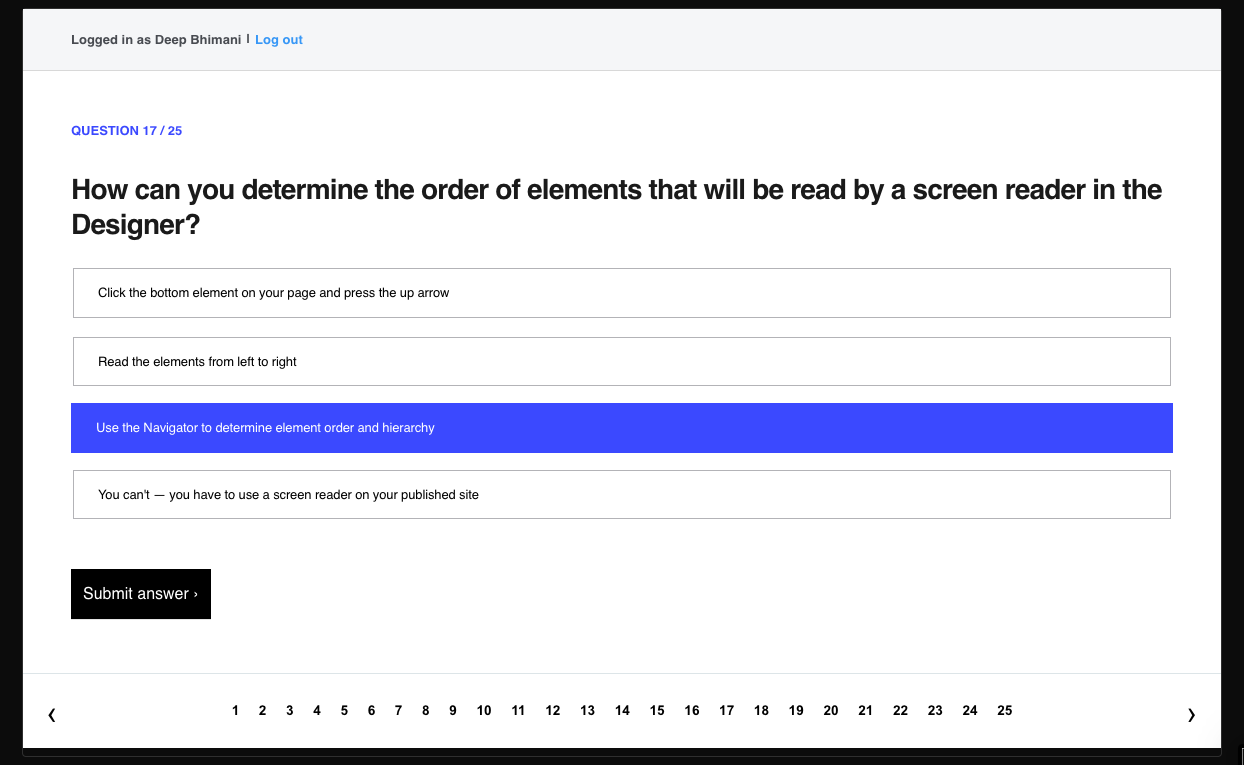 Logged in as Deep Bhimani | Log out
QUESTION 17 / 25
How can you determine the order of elements that will be read by a screen reader in the
Designer?
Click the bottom element on your page and press the up arrow
Read the elements from left to right
Use the Navigator to determine element order and hierarchy
You can't — you have to use a screen reader on your published site
Submit answer ›
‹ 1 2 3 4 5 6 7 8 9 10 11 12 13 14 15 16 17 18 19 20 21 22 23 24 25 ›